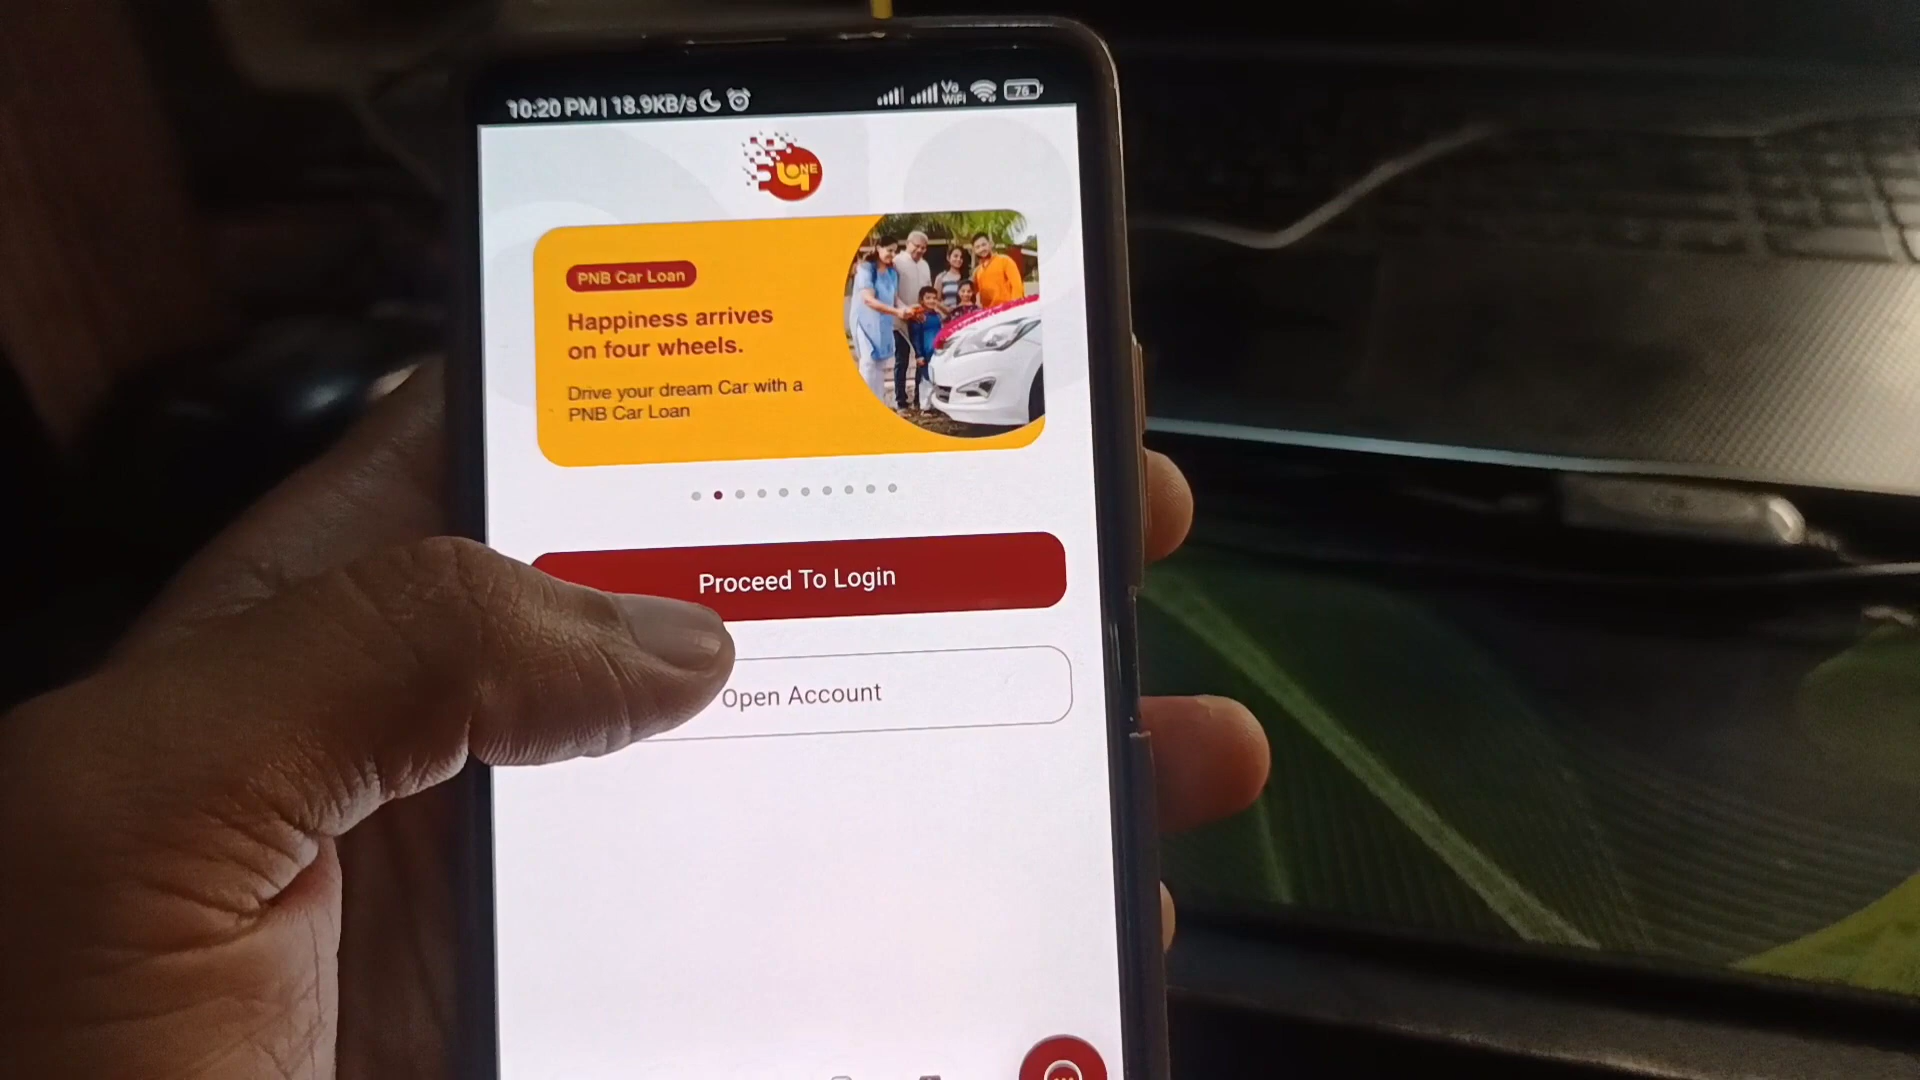 10:20 PM | 18.9KB/s
Vo
WiFi
76
ONE
PNB Car Loan
Happiness arrives
on four wheels.
Drive your dream Car with a
PNB Car Loan
Proceed To Login
Open Account